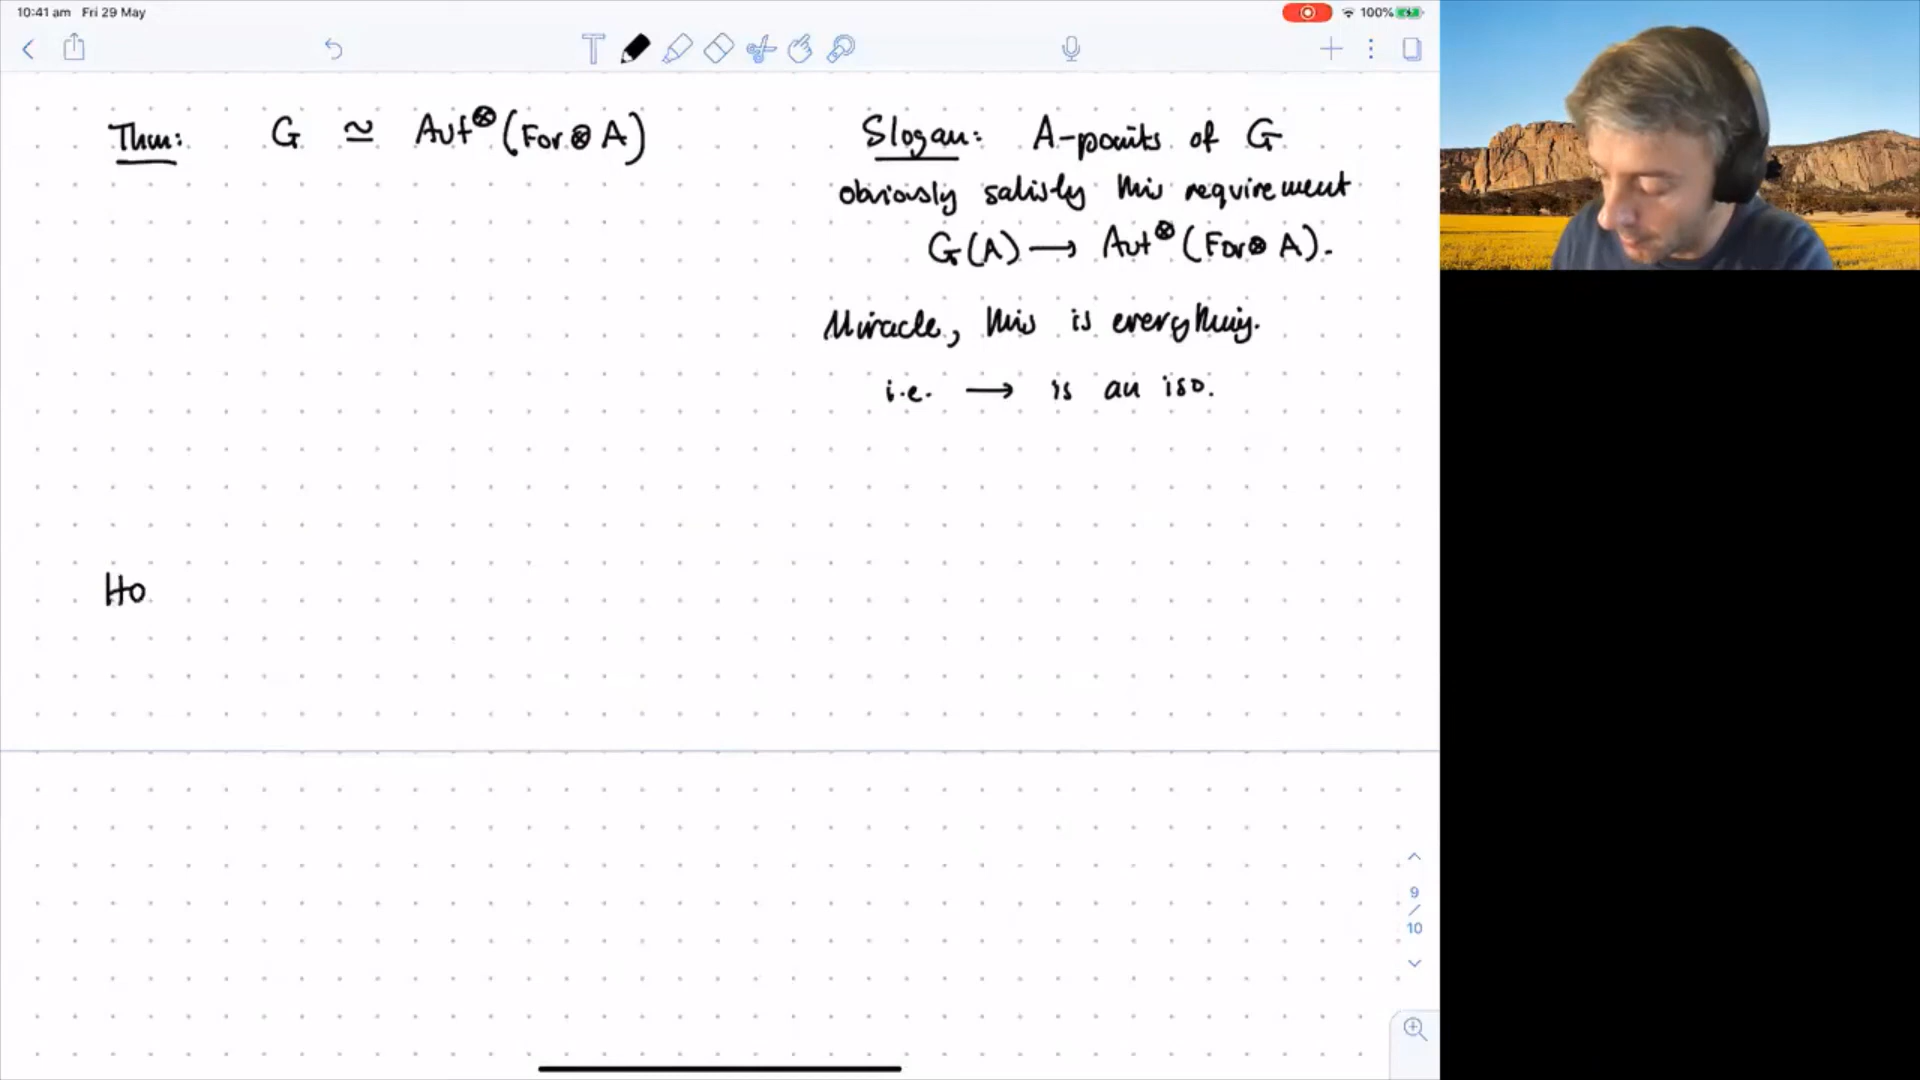 10:41 am Fri 29 May
100%
Thm: G ≃ Aut^⊗(For⊗A)
Slogan: A-points of G
obviously satisfy this requirement
G(A) ⟶ Aut^⊗(For⊗A).
Miracle, this is everything.
i.e. ⟶ is an iso.
Ho
9
/
10